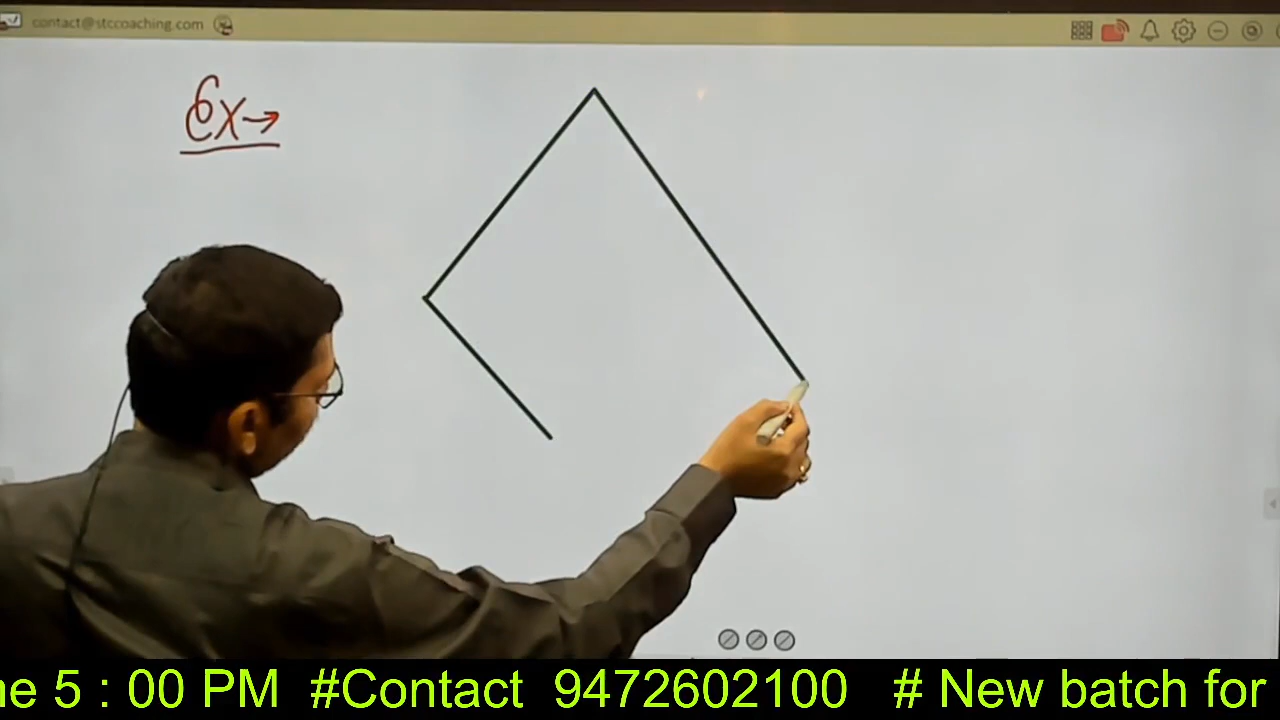 contact@stccoaching.com
Ex→
ne 5 : 00 PM #Contact 9472602100 # New batch for